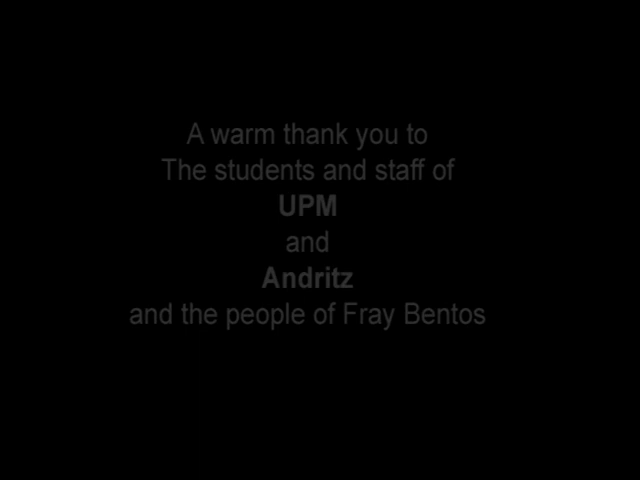 A warm thank you to
The students and staff of
UPM
and
Andritz
and the people of Fray Bentos